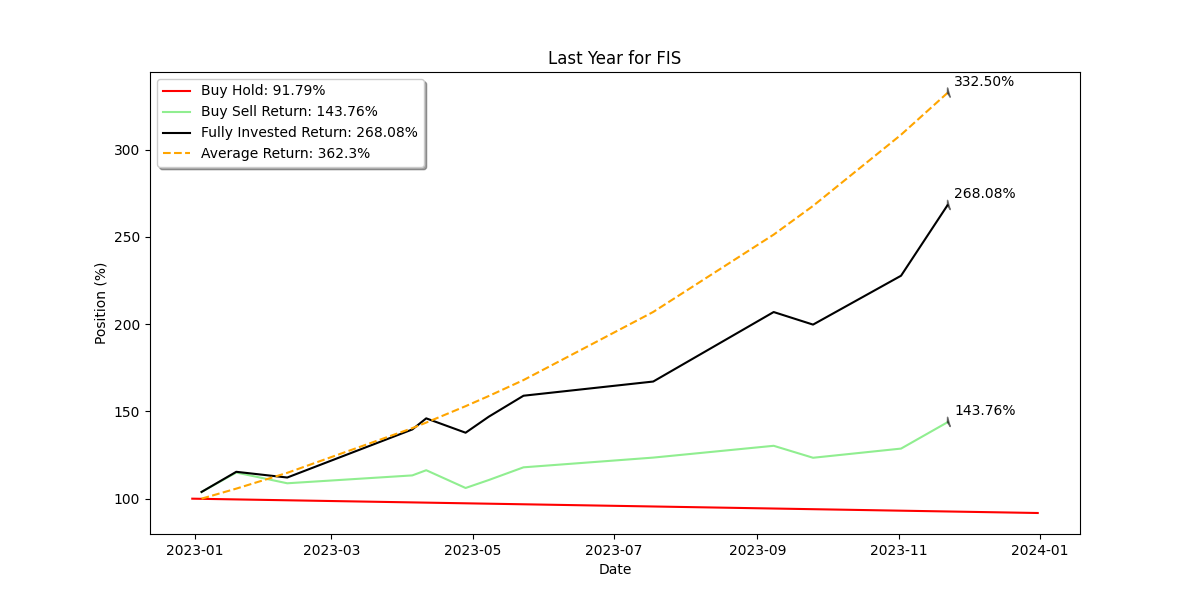 Last Year for FIS
Buy Hold: 91.79%
Buy Sell Return: 143.76%
Fully Invested Return: 268.08%
Average Return: 362.3%
332.50%
268.08%
143.76%
Position (%)
300
250
200
150
100
2023-01 2023-03 2023-05 2023-07 2023-09 2023-11 2024-01
Date